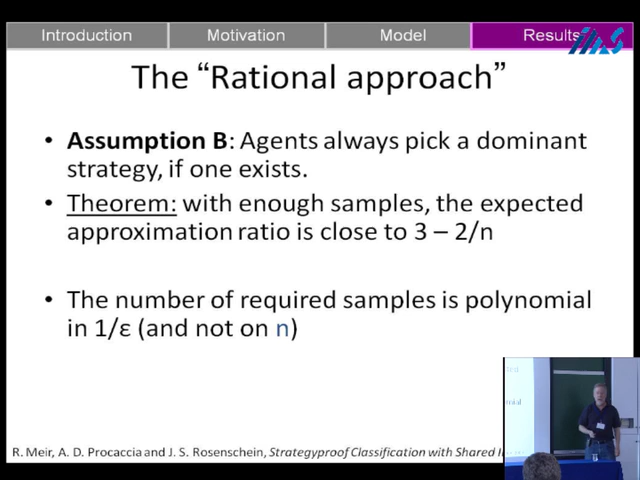 Introduction
Motivation
Model
Results
The “Rational approach”
• Assumption B: Agents always pick a dominant
strategy, if one exists.
• Theorem: with enough samples, the expected
approximation ratio is close to 3 – 2/n
• The number of required samples is polynomial
in 1/ε (and not on n)
R. Meir, A. D. Procaccia and J. S. Rosenschein, Strategyproof Classification with Shared